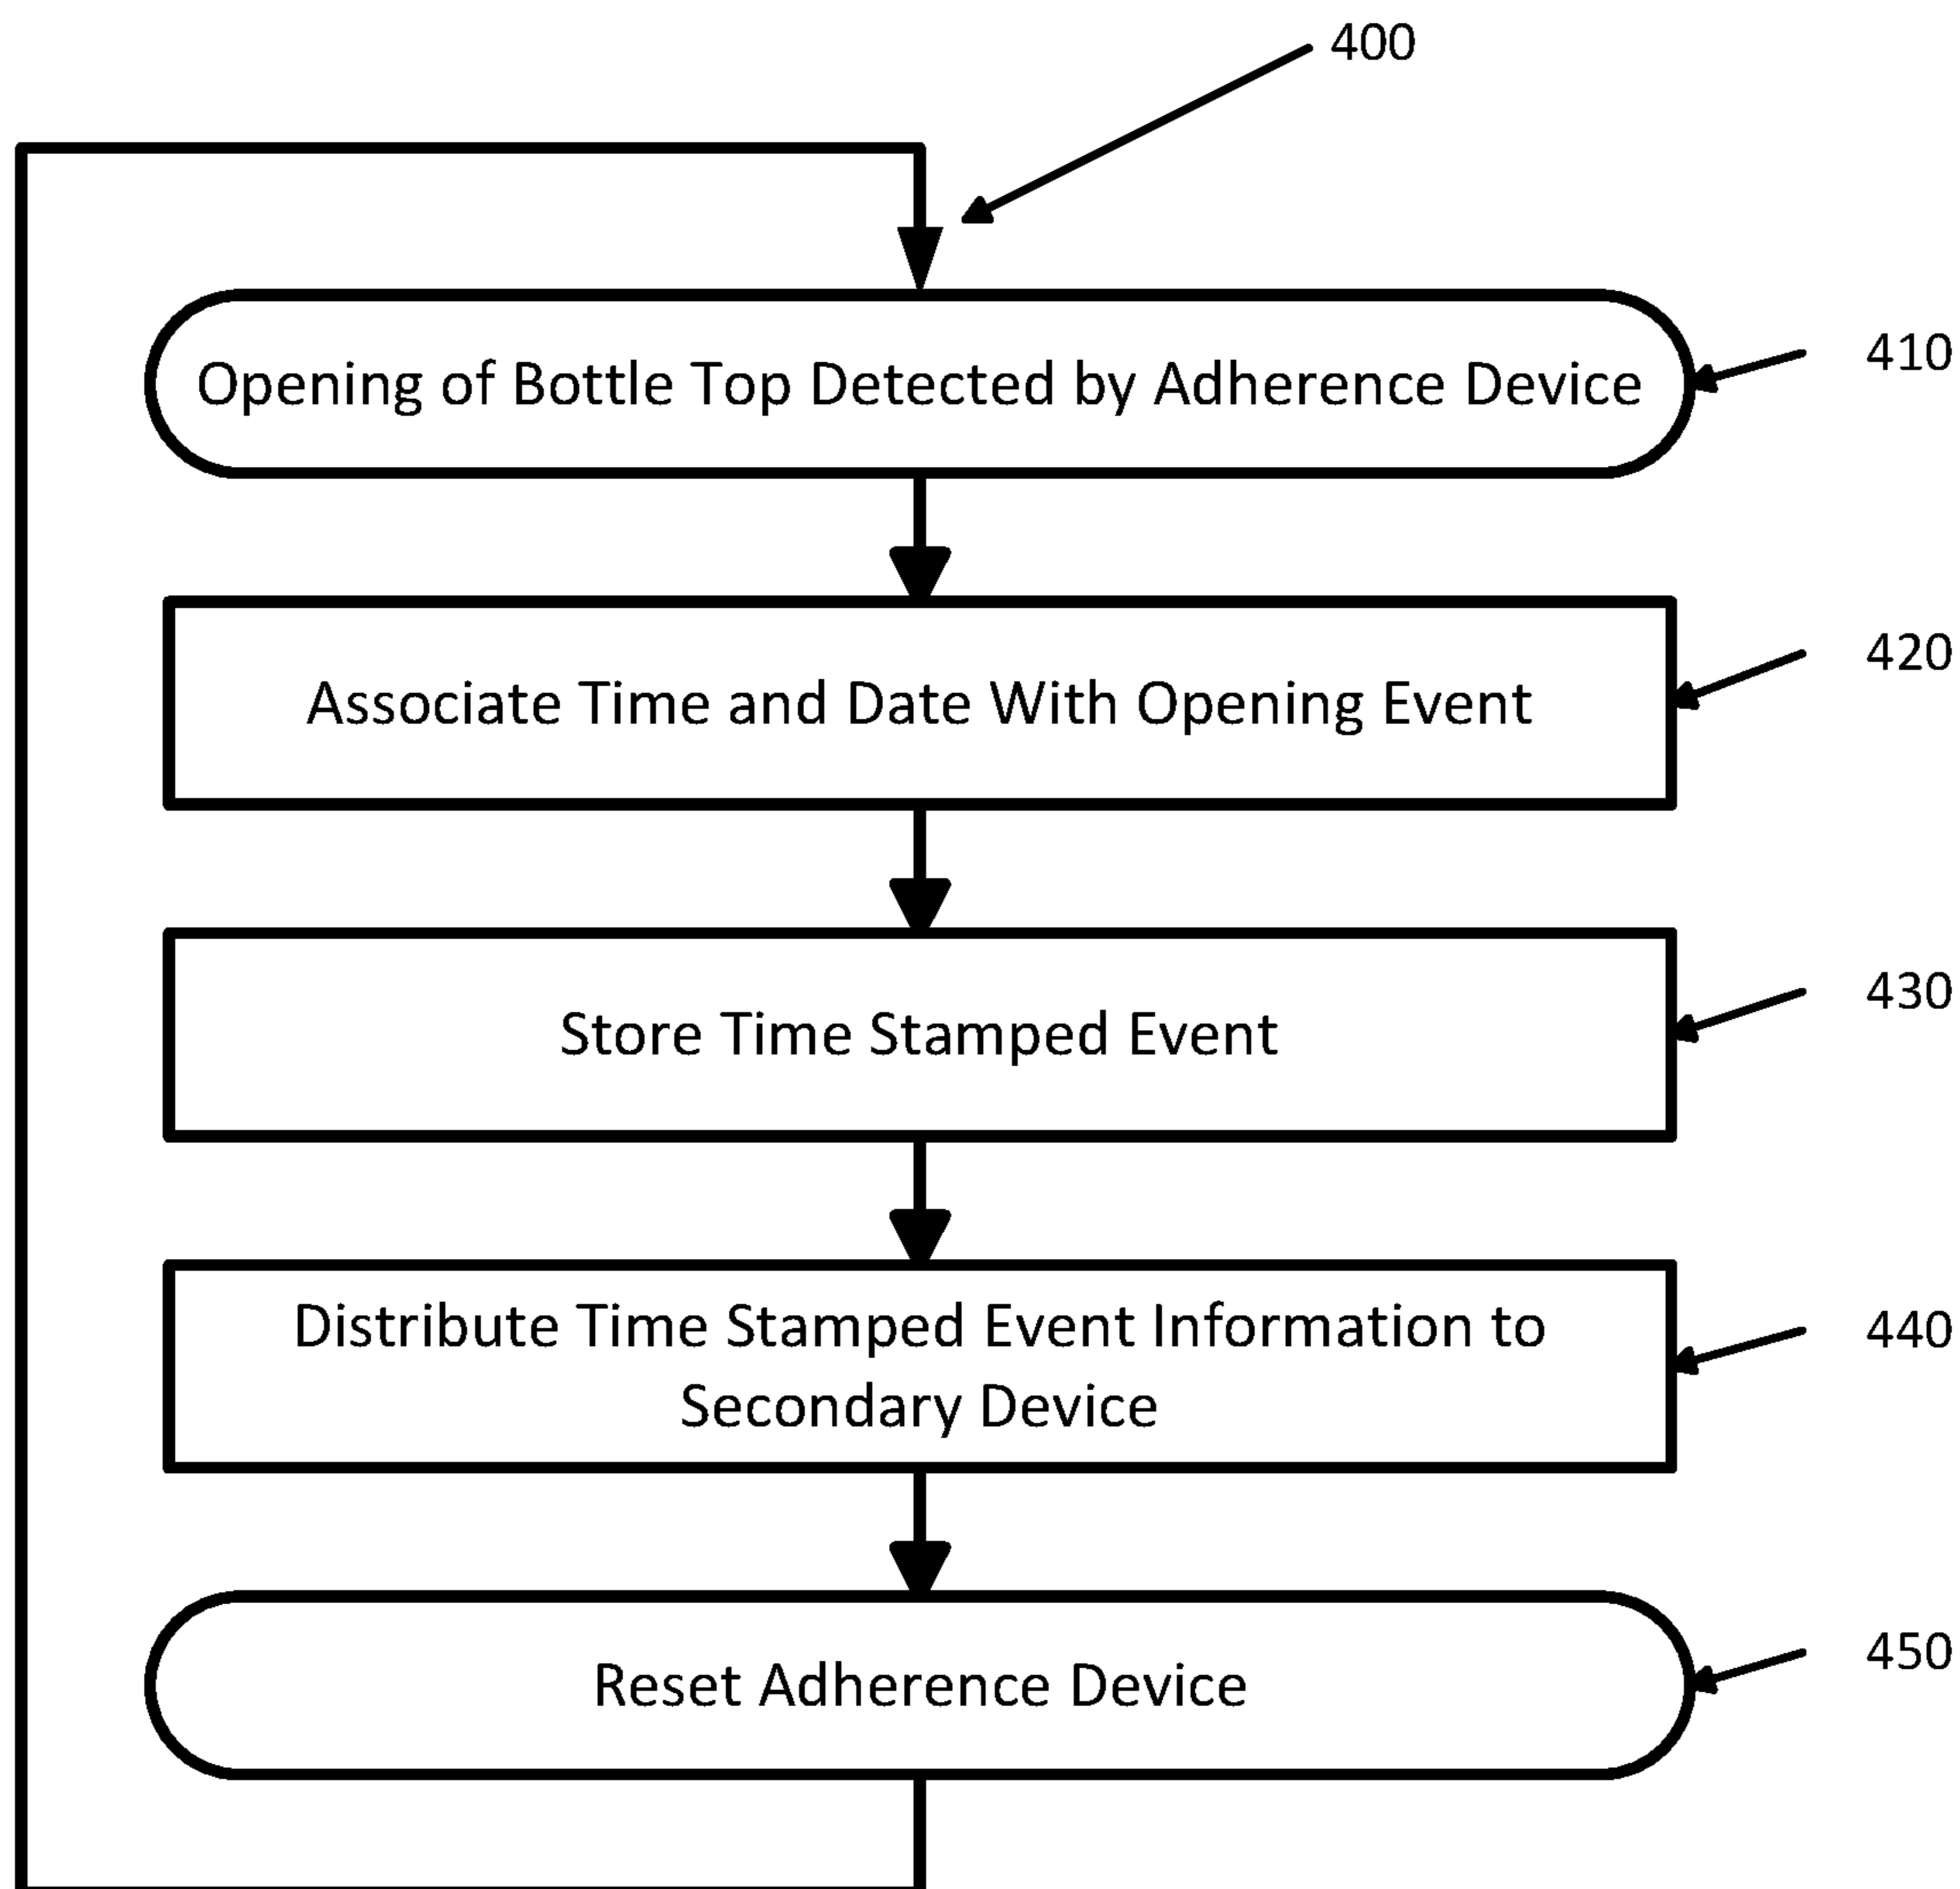 400
Opening of Bottle Top Detected by Adherence Device
410
Associate Time and Date With Opening Event
420
Store Time Stamped Event
430
Distribute Time Stamped Event Information to
Secondary Device
440
Reset Adherence Device
450